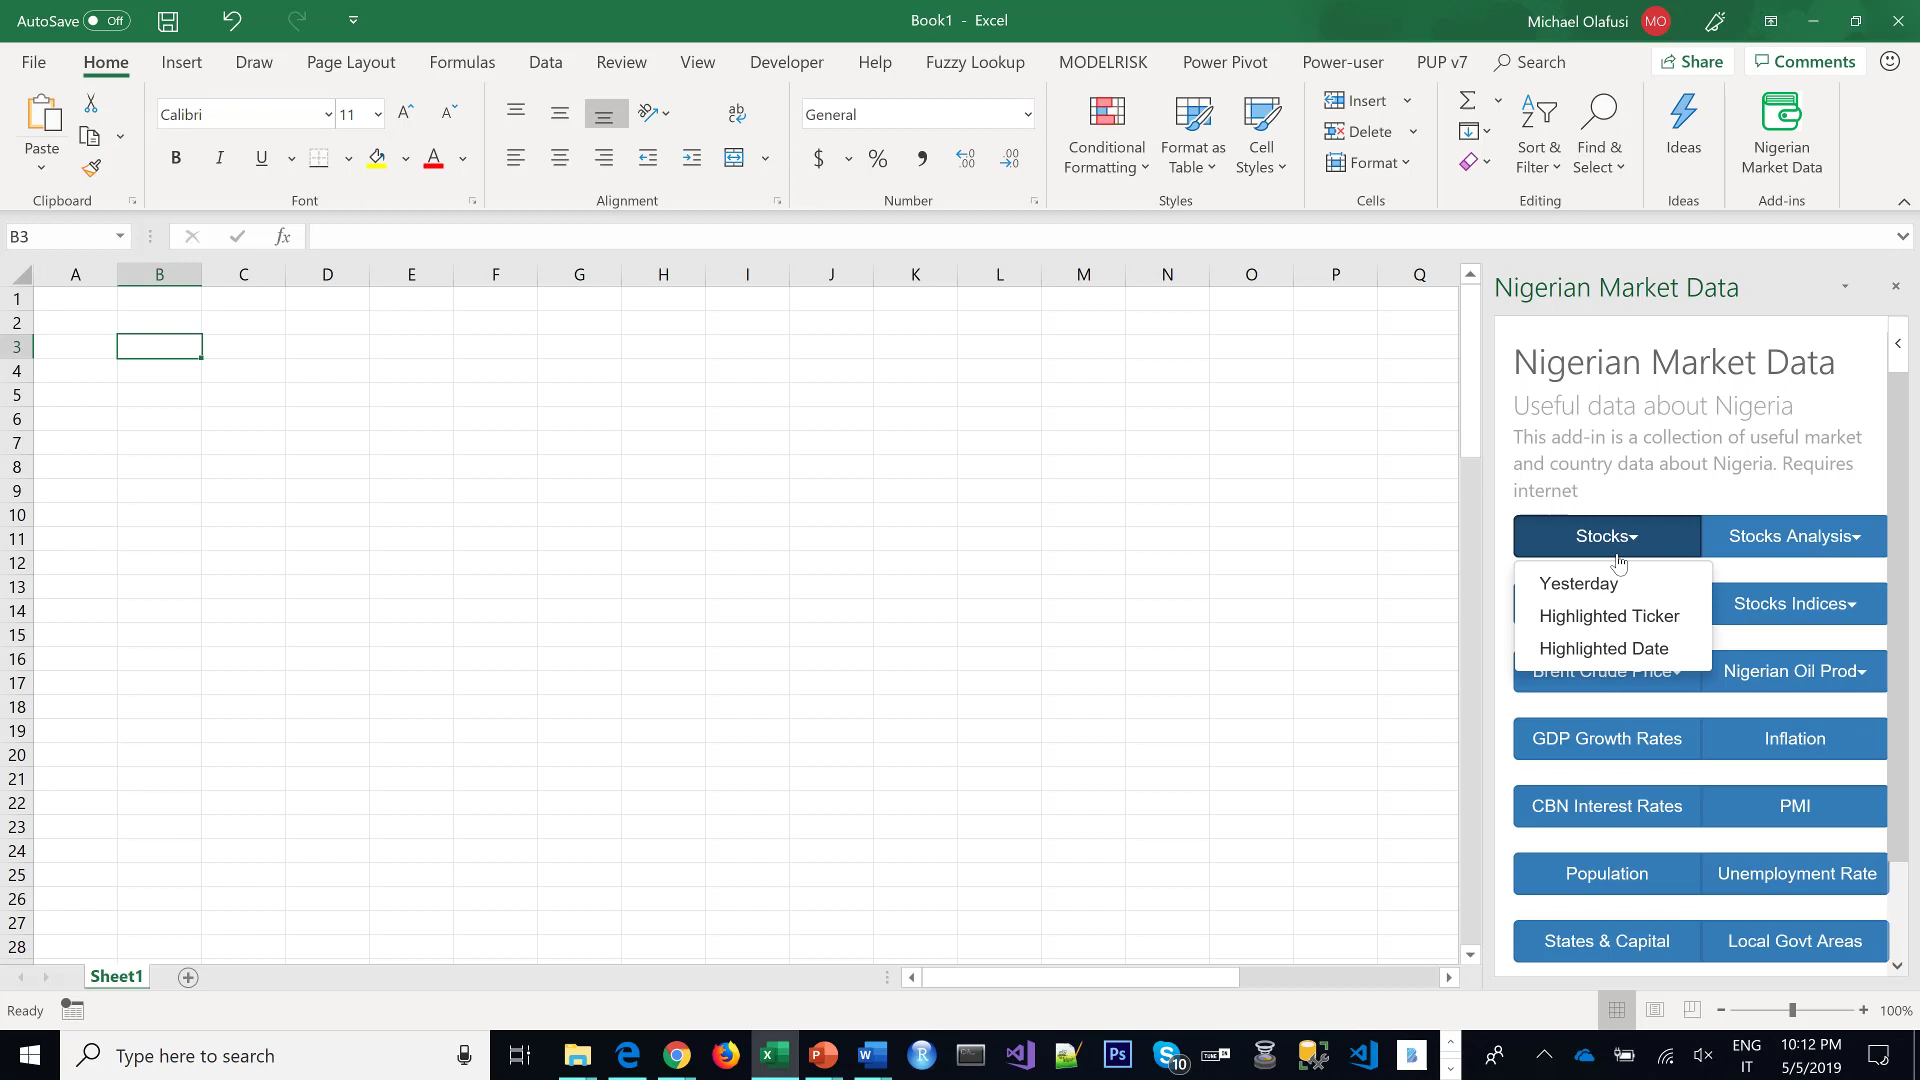 AutoSave Off
Book1 - Excel
Michael Olafusi MO
File Home Insert Draw Page Layout Formulas Data Review View Developer Help Fuzzy Lookup MODELRISK Power Pivot Power-user PUP v7 Search Share Comments
Paste
Calibri 11
B I U
ab
General
$ %
Conditional Formatting
Format as Table
Cell Styles
Insert
Delete
Format
Sort & Filter
Find & Select
Ideas
Nigerian Market Data
Clipboard Font Alignment Number Styles Cells Editing Ideas Add-ins
B3 fx
A B C D E F G H I J K L M N O P Q
1
2
3
4
5
6
7
8
9
10
11
12
13
14
15
16
17
18
19
20
21
22
23
24
25
26
27
28
Nigerian Market Data
Nigerian Market Data
Useful data about Nigeria
This add-in is a collection of useful market
and country data about Nigeria. Requires
internet
Stocks Stocks Analysis
Yesterday
Stocks Indices
Highlighted Ticker
Highlighted Date
Brent Crude Price Nigerian Oil Prod
GDP Growth Rates Inflation
CBN Interest Rates PMI
Population Unemployment Rate
States & Capital Local Govt Areas
Sheet1
Ready 100%
Type here to search
10
ENG
IT
10:12 PM
5/5/2019